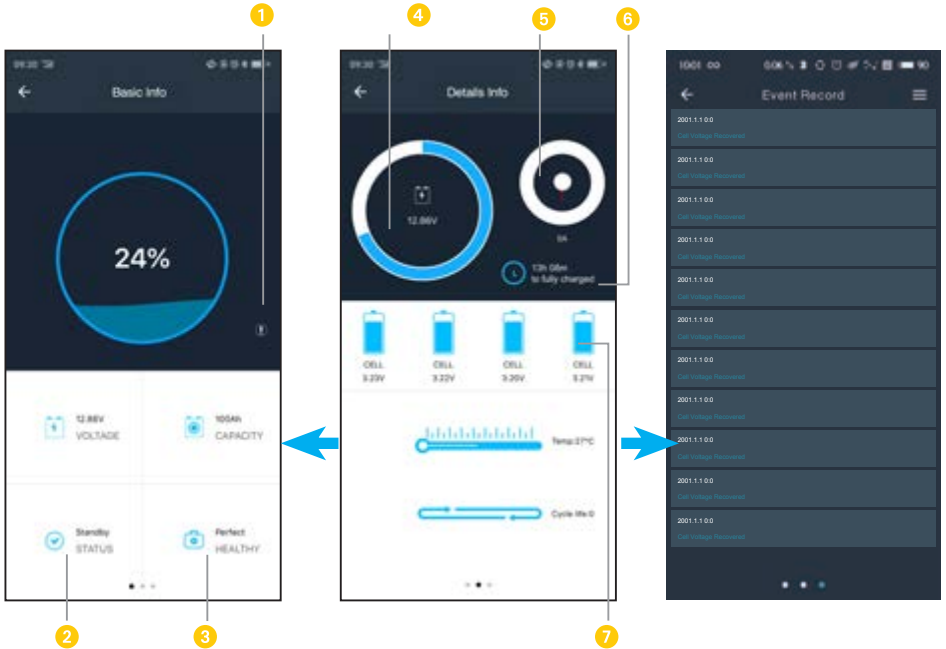 1
4
5
6
09:30
Basic Info
24%
12.86V
VOLTAGE
100Ah
CAPACITY
Standby
STATUS
Perfect
HEALTHY
2
3
09:30
Details Info
12.86V
0A
13h 08m
to fully charged
CELL
3.23V
CELL
3.22V
CELL
3.20V
CELL
3.21V
Temp:27°C
Cycle life:0
7
Event Record
2001.1.1 0:0
Cell Voltage Recovered
2001.1.1 0:0
Cell Voltage Recovered
2001.1.1 0:0
Cell Voltage Recovered
2001.1.1 0:0
Cell Voltage Recovered
2001.1.1 0:0
Cell Voltage Recovered
2001.1.1 0:0
Cell Voltage Recovered
2001.1.1 0:0
Cell Voltage Recovered
2001.1.1 0:0
Cell Voltage Recovered
2001.1.1 0:0
Cell Voltage Recovered
2001.1.1 0:0
Cell Voltage Recovered
2001.1.1 0:0
Cell Voltage Recovered